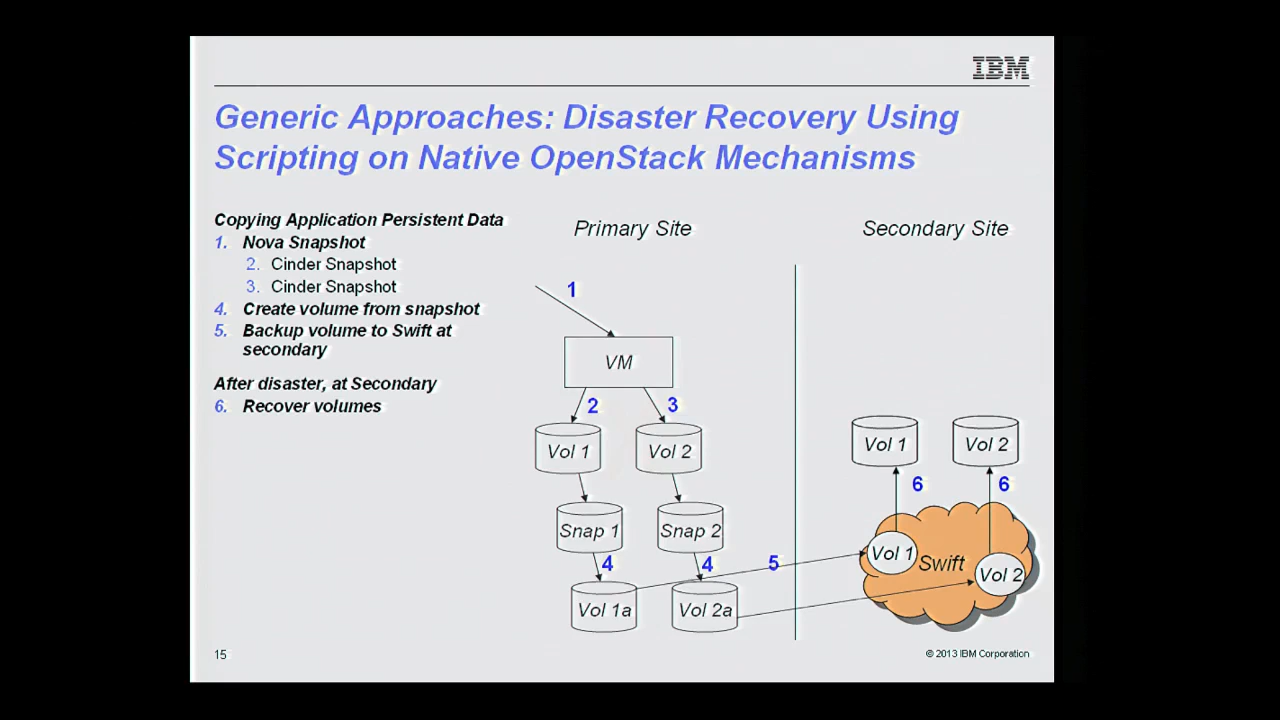 IBM
Generic Approaches: Disaster Recovery Using
Scripting on Native OpenStack Mechanisms
Copying Application Persistent Data
1. Nova Snapshot
2. Cinder Snapshot
3. Cinder Snapshot
4. Create volume from snapshot
5. Backup volume to Swift at
secondary
After disaster, at Secondary
6. Recover volumes
Primary Site
Secondary Site
1
VM
2
3
Vol 1
Vol 2
Snap 1
Snap 2
4
4
5
Vol 1a
Vol 2a
Vol 1
Vol 2
6
6
Vol 1
Swift
Vol 2
15
© 2013 IBM Corporation